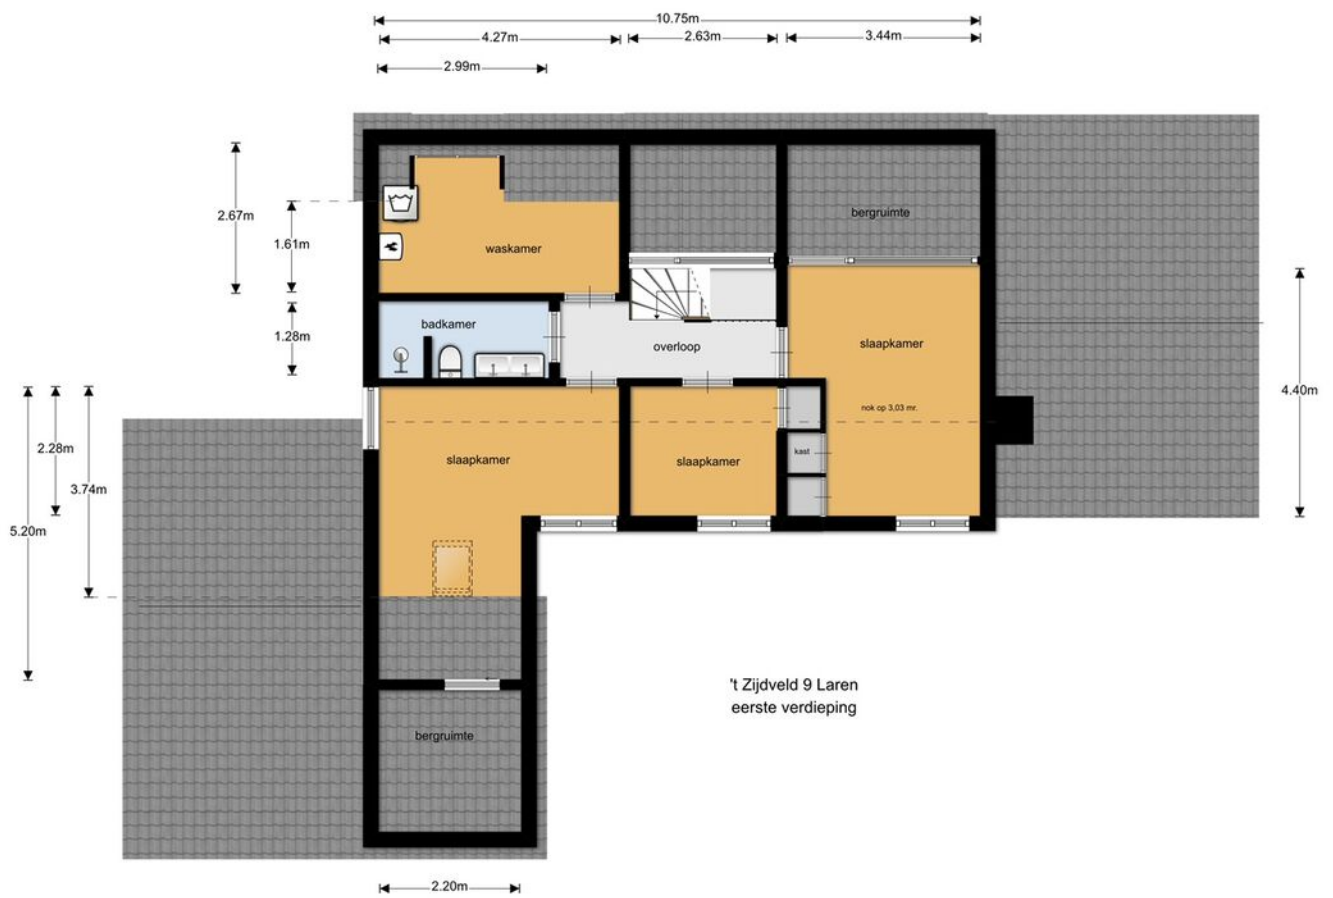 10.75m
4.27m
2.63m
3.44m
2.99m
2.67m
1.61m
bergruimte
waskamer
1.28m
badkamer
overloop
slaapkamer
4.40m
nok op 3,03 mr.
2.28m
kast
slaapkamer
slaapkamer
3.74m
5.20m
't Zijdveld 9 Laren
eerste verdieping
bergruimte
2.20m